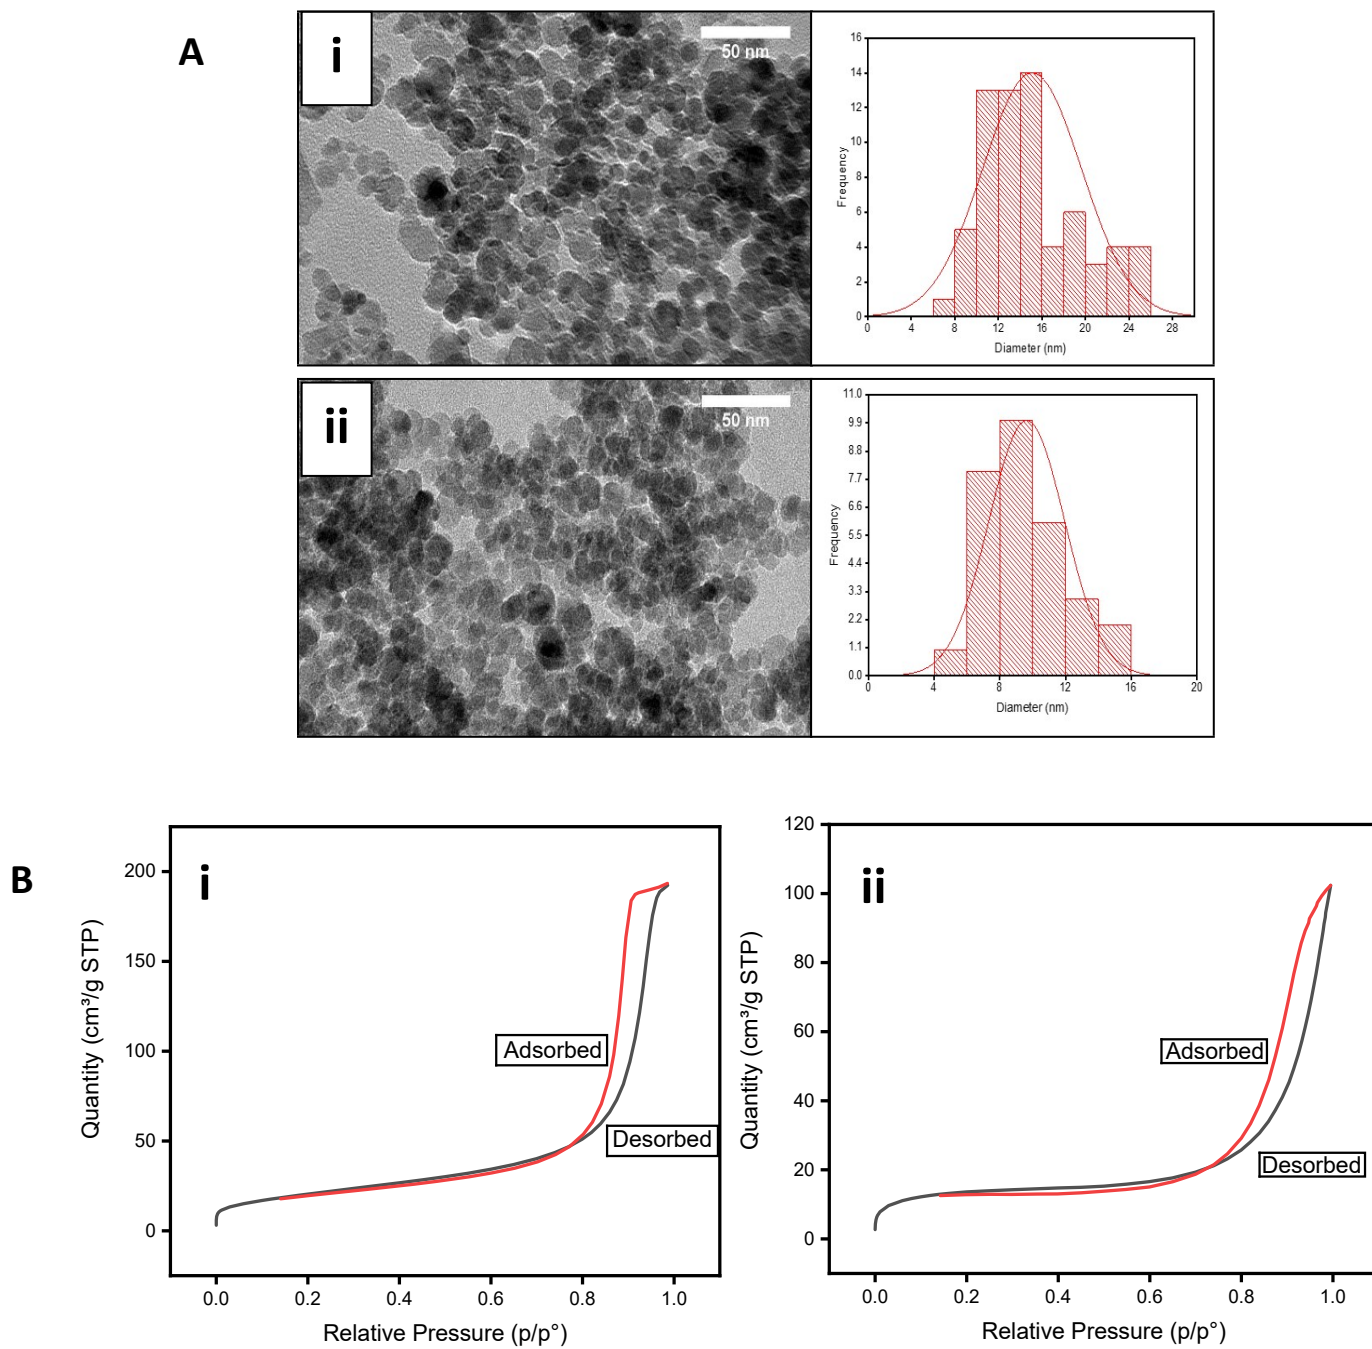 A
i
50 nm
16
14
12
10
8
6
4
2
0
Frequency
0 4 8 12 16 20 24 28
Diameter (nm)
ii
50 nm
11.0
9.9
8.8
7.7
6.6
5.5
4.4
3.3
2.2
1.1
0.0
Frequency
0 4 8 12 16 20
Diameter (nm)
B
i
200
150
100
50
0
Quantity (cm³/g STP)
Adsorbed
Desorbed
0.0 0.2 0.4 0.6 0.8 1.0
Relative Pressure (p/p°)
ii
120
100
80
60
40
20
0
Quantity (cm³/g STP)
Adsorbed
Desorbed
0.0 0.2 0.4 0.6 0.8 1.0
Relative Pressure (p/p°)